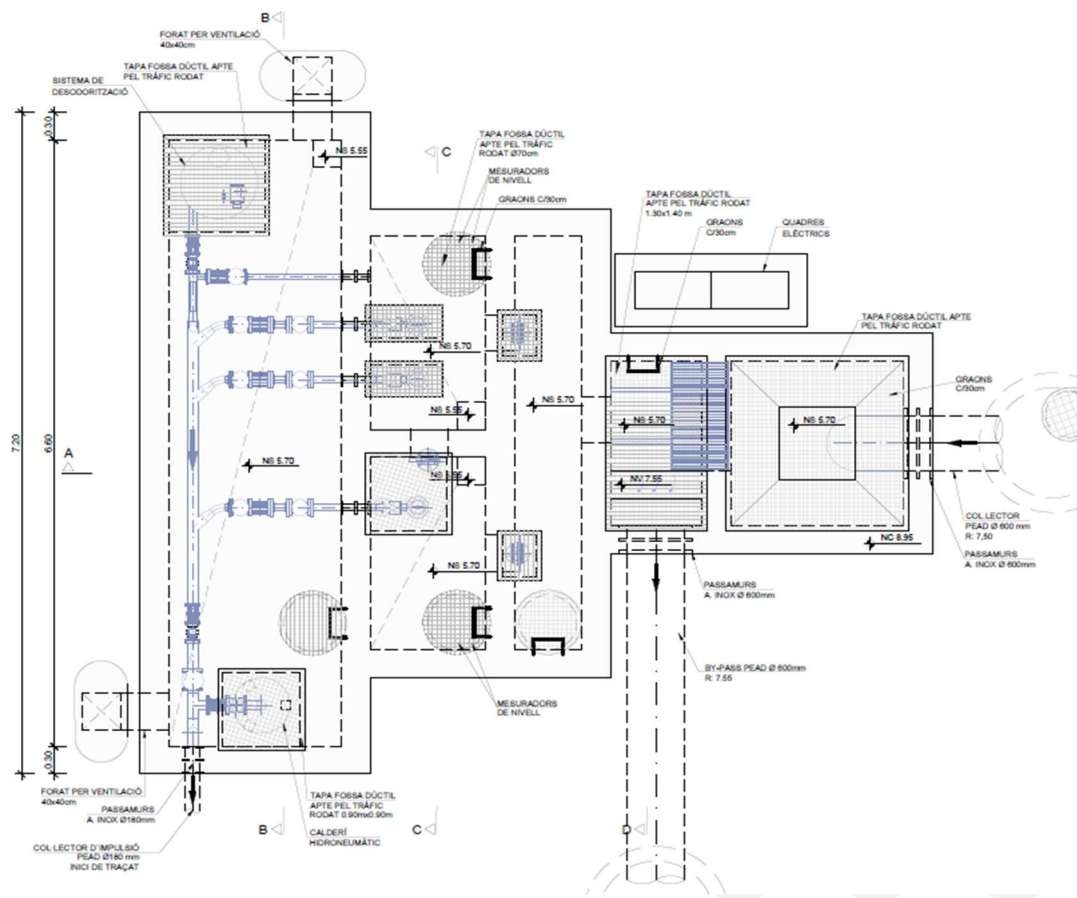 B
FORAT PER VENTILACIÓ
40x40cm
TAPA FOSSA DÚCTIL APTE
PEL TRÀFIC RODAT
SISTEMA DE
DESODORITZACIÓ
0.30
NS 5.55
C
TAPA FOSSA DÚCTIL
APTE PEL TRÀFIC
RODAT Ø70cm
MESURADORS
DE NIVELL
GRAONS C/30cm
TAPA FOSSA DÚCTIL
APTE PEL TRÀFIC RODAT
1.30x1.40 m
GRAONS
C/30cm
QUADRES
ELÈCTRICS
TAPA FOSSA DÚCTIL APTE
PEL TRÀFIC RODAT
GRAONS
C/30cm
NS 5.70
NS 5.70
NS 5.55
NS 5.70
NS 5.70
7.20
6.60
A
NS 5.70
NS 5.55
NV 7.55
COL.LECTOR
PEAD Ø 600 mm
R: 7,50
NC 8.95
PASSAMURS
A. INOX Ø 600mm
NS 5.70
PASSAMURS
A. INOX Ø 600mm
BY-PASS PEAD Ø 600mm
R: 7.55
MESURADORS
DE NIVELL
0.30
FORAT PER VENTILACIÓ
40x40cm
PASSAMURS
A. INOX Ø180mm
TAPA FOSSA DÚCTIL
APTE PEL TRÀFIC
RODAT 0.90mx0.90m
CALDERÍ
HIDRONEUMÀTIC
B
C
D
COL·LECTOR D'IMPULSIÓ
PEAD Ø180 mm
INICI DE TRAÇAT